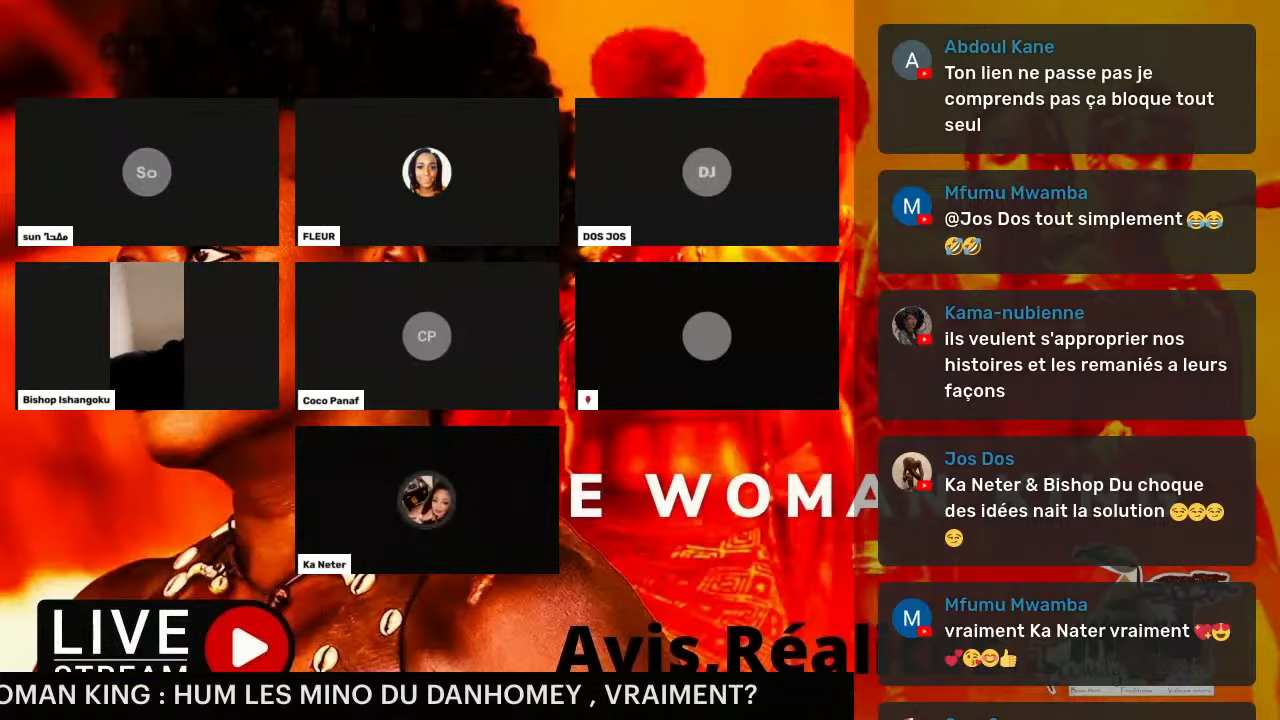 So
FLEUR
DJ
DOS JOS
Bishop Ishangoku
CP
Coco Panaf
Ka Neter
E WOMA
LIVE
STREAM
Avis,Réali
OMAN KING : HUM LES MINO DU DANHOMEY , VRAIMENT?
A
Abdoul Kane
Ton lien ne passe pas je
comprends pas ça bloque tout
seul
M
Mfumu Mwamba
@Jos Dos tout simplement 😂😂
🤣🤣
Kama-nubienne
ils veulent s'approprier nos
histoires et les remaniés a leurs
façons
Jos Dos
Ka Neter & Bishop Du choque
des idées nait la solution ☺️☺️☺️
☺️
M
Mfumu Mwamba
vraiment Ka Nater vraiment 💖😍
💕😘😊👍